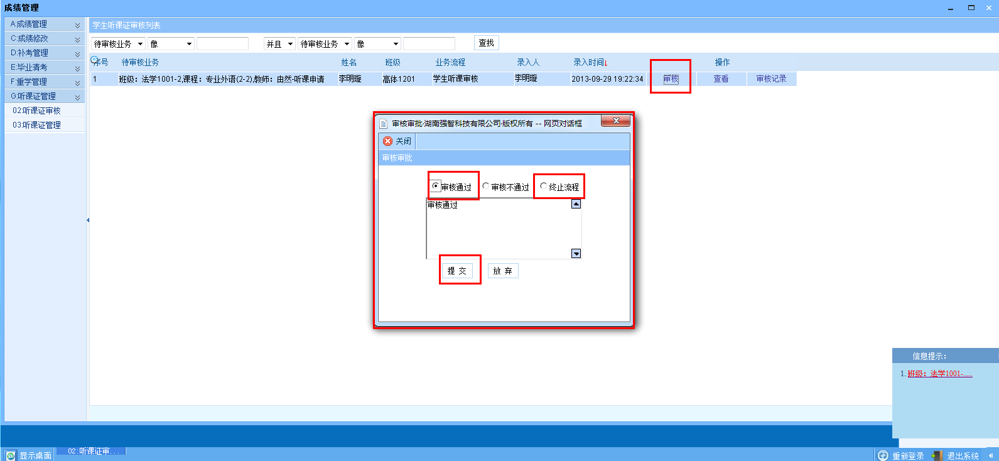 成绩管理
A:成绩管理
C:成绩修改
D:补考管理
E:毕业清考
F:重学管理
G:听课证管理
02:听课证审核
03:听课证管理
学生听课证审核列表
待审核业务 像 并且 待审核业务 像 查找
序号 待审核业务 姓名 班级 业务流程 录入人 录入时间↓ 操作
1 班级：法学1001-2,课程：专业外语(2-2),教师：由然-听课申请 李明璇 高体1201 学生听课审核 李明璇 2013-09-29 19:22:34 审核 查看 审核记录
审核审批·湖南强智科技有限公司·版权所有 -- 网页对话框
关闭
审核审批
审核通过 审核不通过 终止流程
审核通过
提 交 放 弃
信息提示：
1. 班级：法学1001-.....
显示桌面 02:听课证审... 重新登录 退出系统